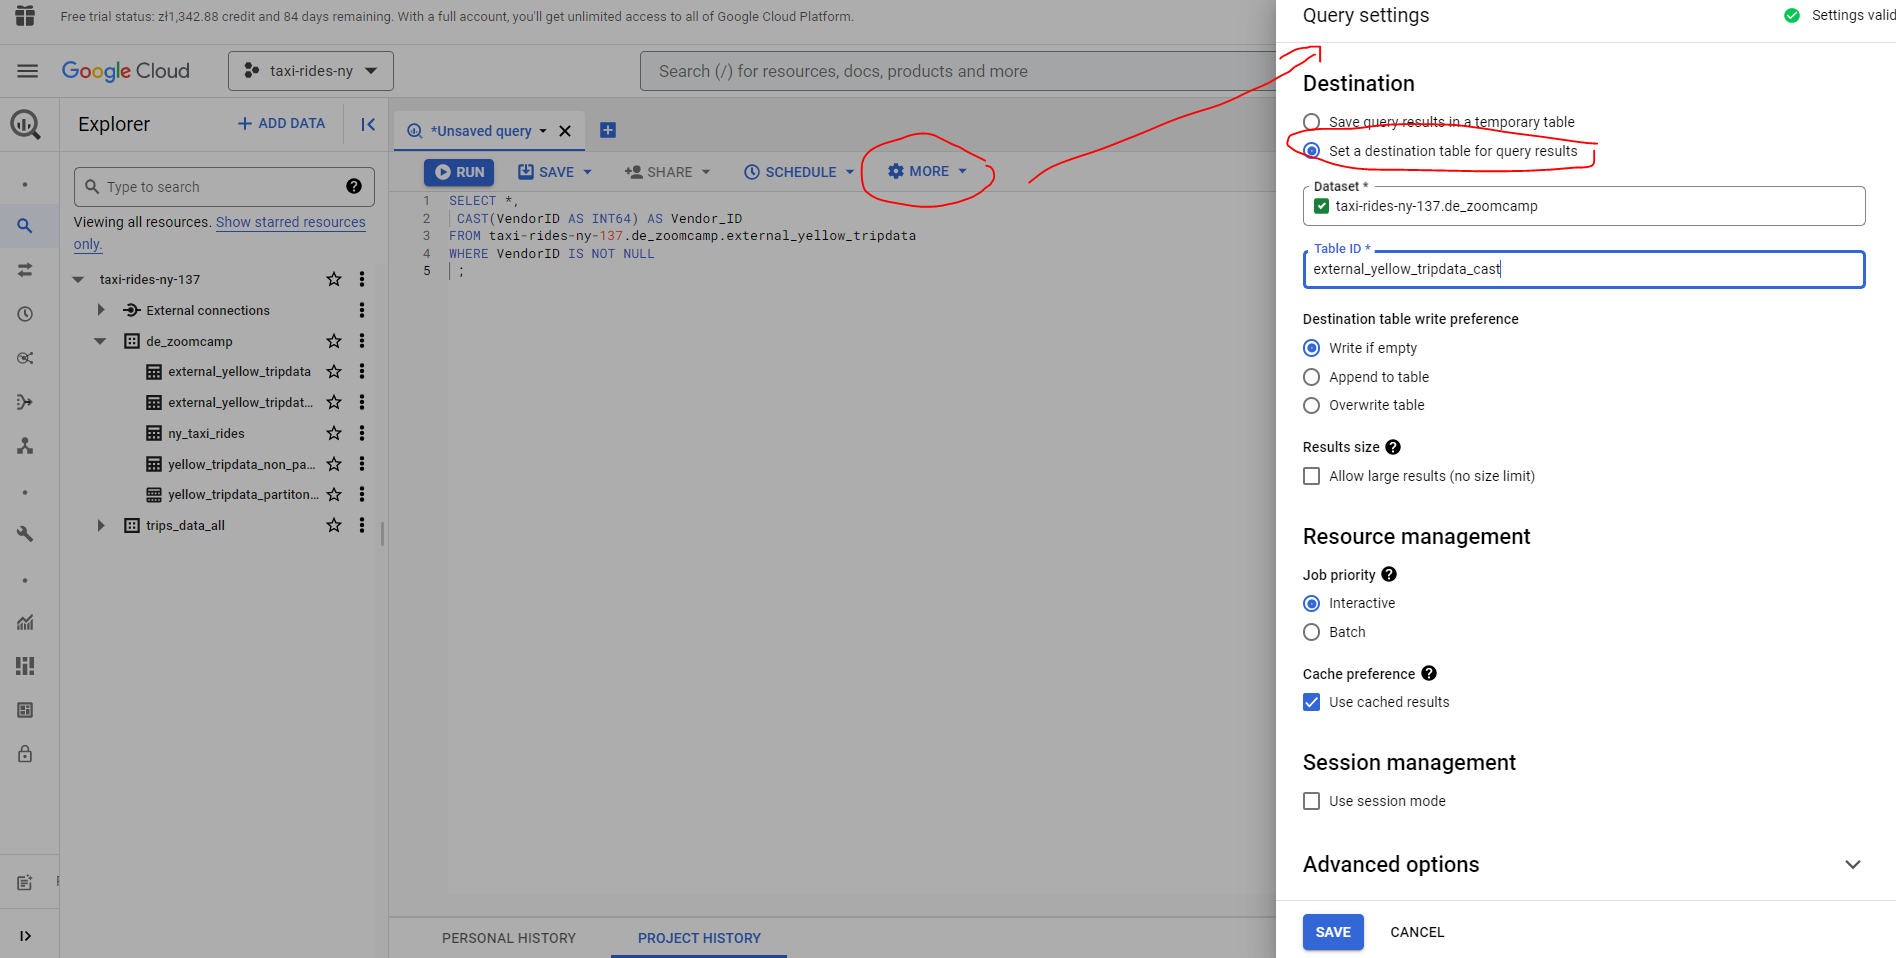 Free trial status: zł1,342.88 credit and 84 days remaining. With a full account, you'll get unlimited access to all of Google Cloud Platform.
Google Cloud
taxi-rides-ny
Search (/) for resources, docs, products and more
Explorer
+ ADD DATA
*Unsaved query
RUN
SAVE
SHARE
SCHEDULE
MORE
Type to search
Viewing all resources. Show starred resources
only.
taxi-rides-ny-137
External connections
de_zoomcamp
external_yellow_tripdata
external_yellow_tripdat...
ny_taxi_rides
yellow_tripdata_non_pa...
yellow_tripdata_partiton...
trips_data_all
1 SELECT *,
2 CAST(VendorID AS INT64) AS Vendor_ID
3 FROM taxi-rides-ny-137.de_zoomcamp.external_yellow_tripdata
4 WHERE VendorID IS NOT NULL
5 ;
PERSONAL HISTORY
PROJECT HISTORY
Query settings
Settings valid
Destination
Save query results in a temporary table
Set a destination table for query results
Dataset *
taxi-rides-ny-137.de_zoomcamp
Table ID *
external_yellow_tripdata_cast
Destination table write preference
Write if empty
Append to table
Overwrite table
Results size
Allow large results (no size limit)
Resource management
Job priority
Interactive
Batch
Cache preference
Use cached results
Session management
Use session mode
Advanced options
SAVE
CANCEL